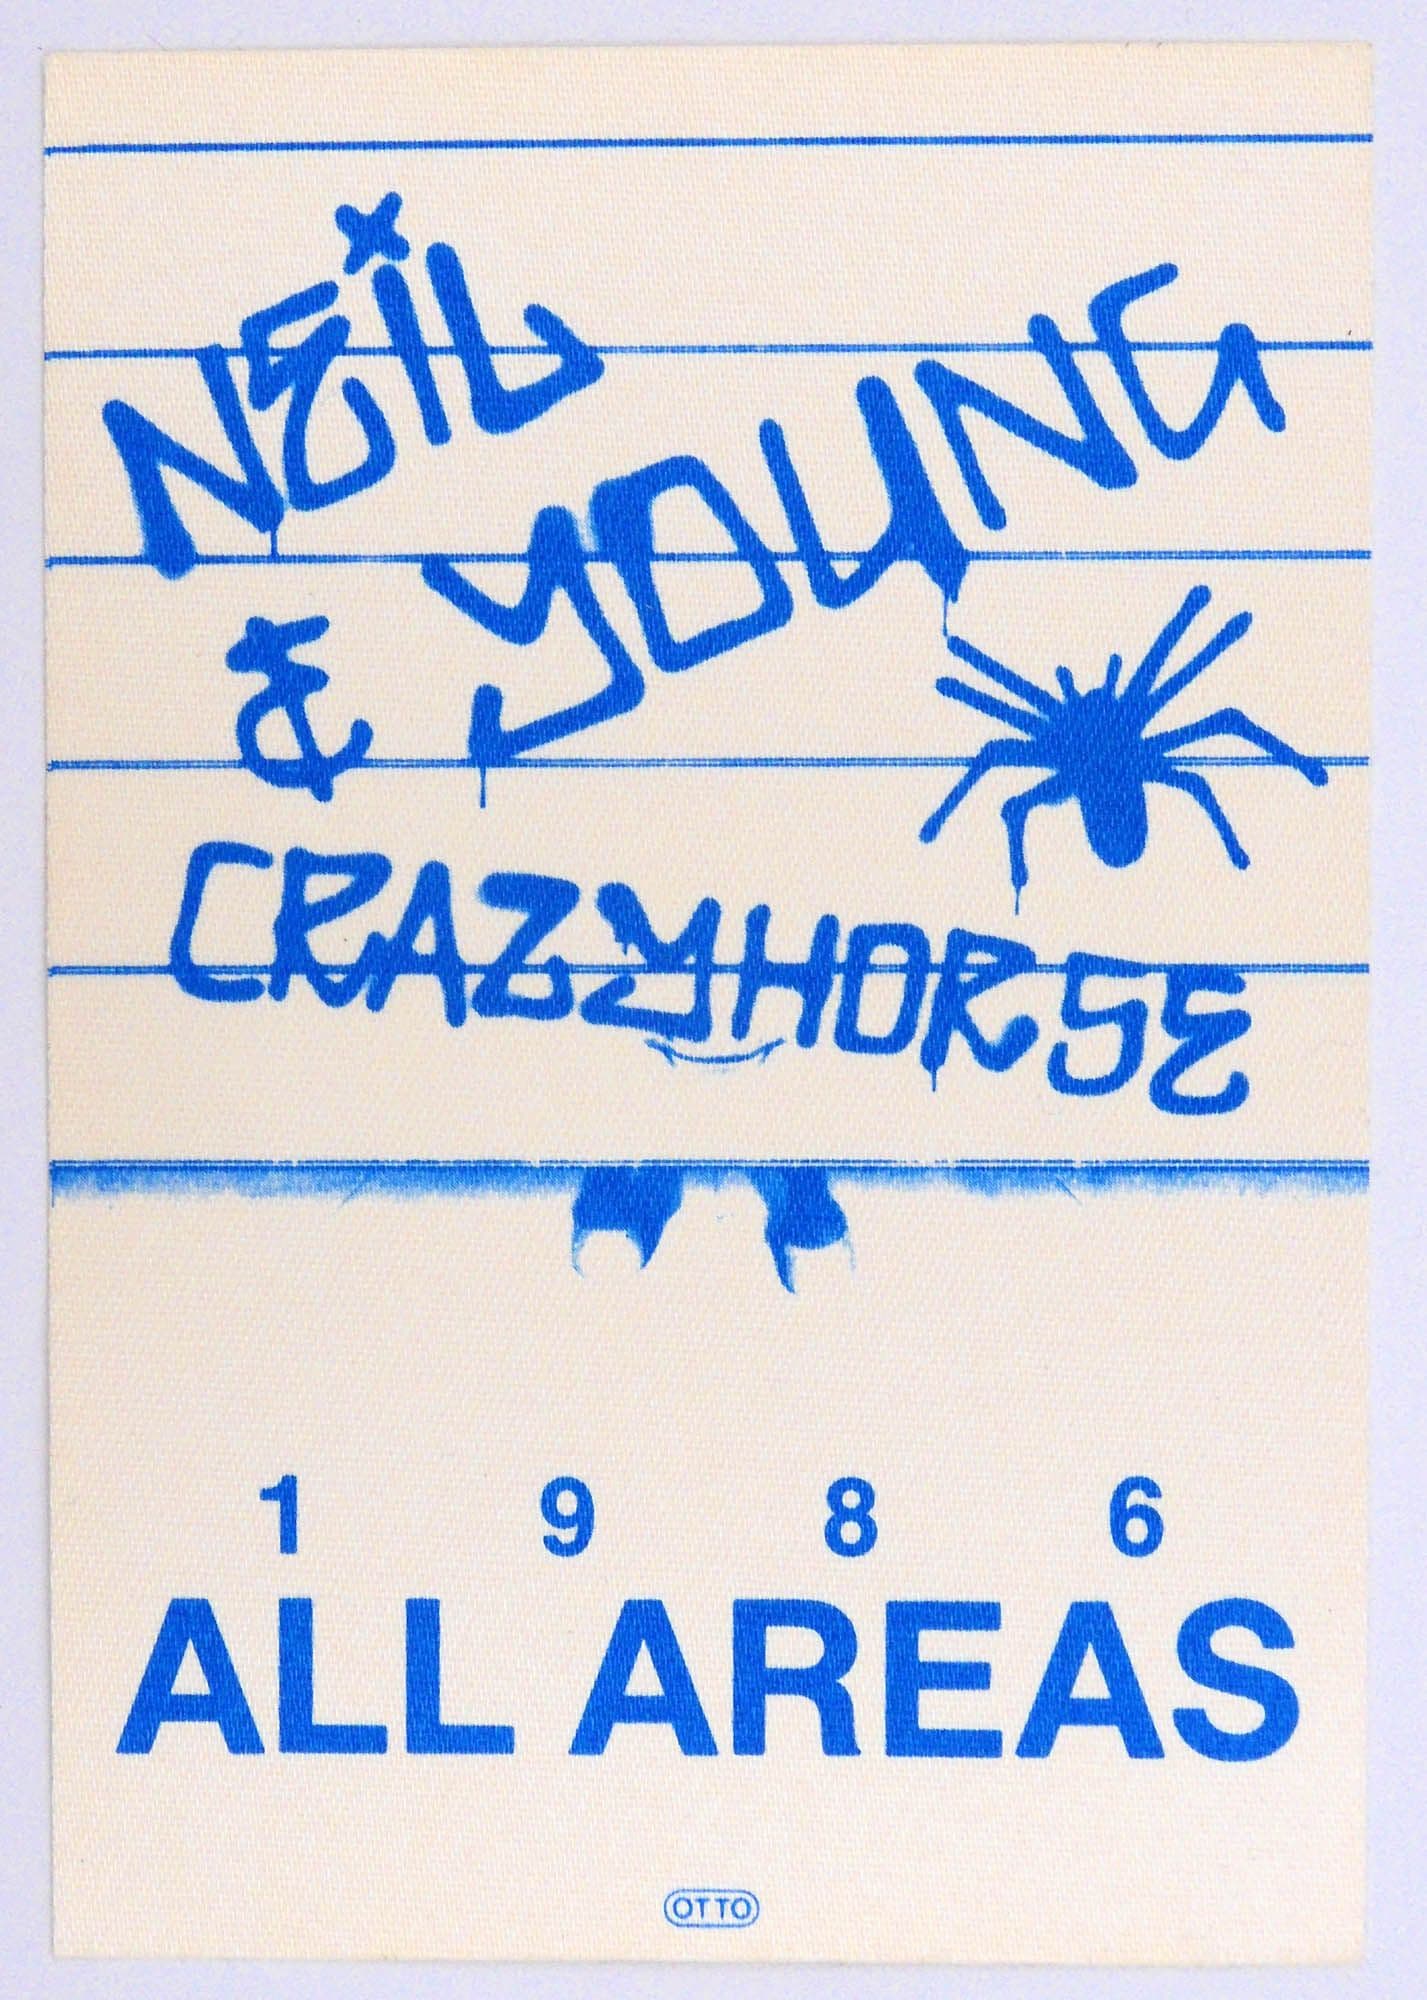 NEIL
YOUNG
&
CRAZYHORSE
1 9 8 6
ALL AREAS
OTTO